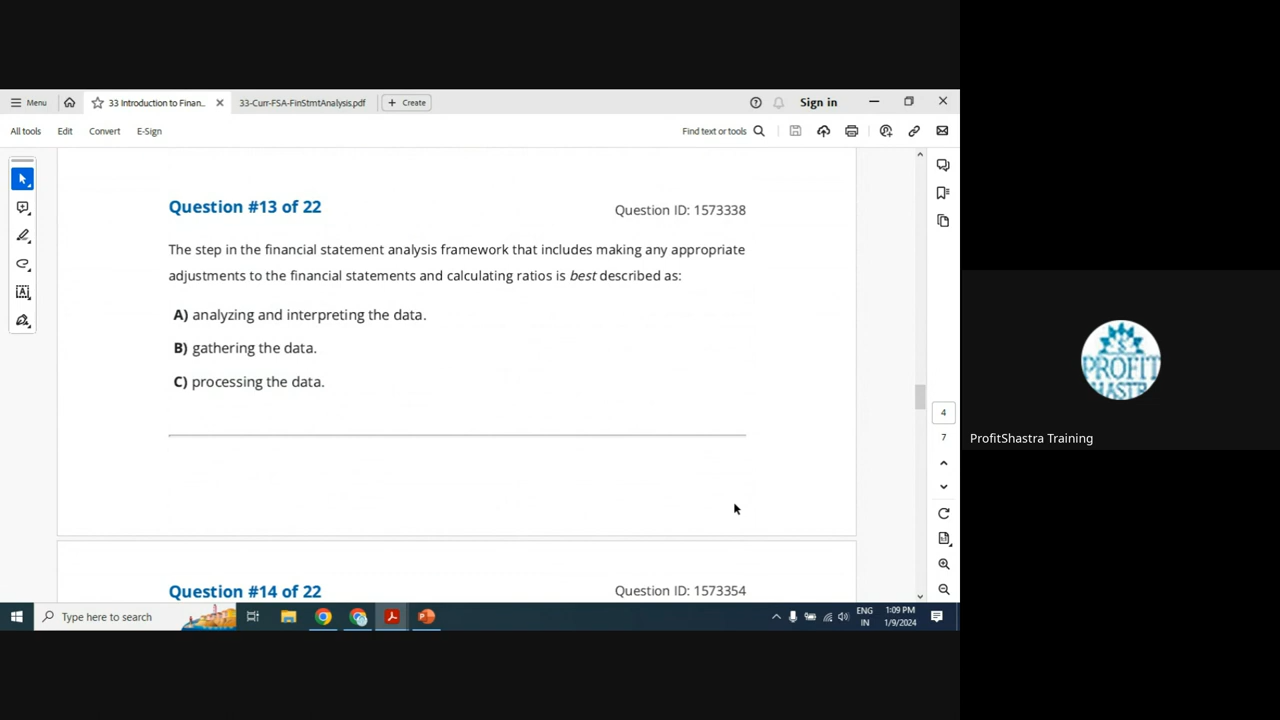 Menu
33 Introduction to Finan...
33-Curr-FSA-FinStmtAnalysis.pdf
Create
Sign in
All tools
Edit
Convert
E-Sign
Find text or tools
Question #13 of 22
Question ID: 1573338
The step in the financial statement analysis framework that includes making any appropriate
adjustments to the financial statements and calculating ratios is best described as:
A) analyzing and interpreting the data.
B) gathering the data.
C) processing the data.
4
7
Question #14 of 22
Question ID: 1573354
PROFIT
ProfitShastra Training
Type here to search
ENG
IN
1:09 PM
1/9/2024